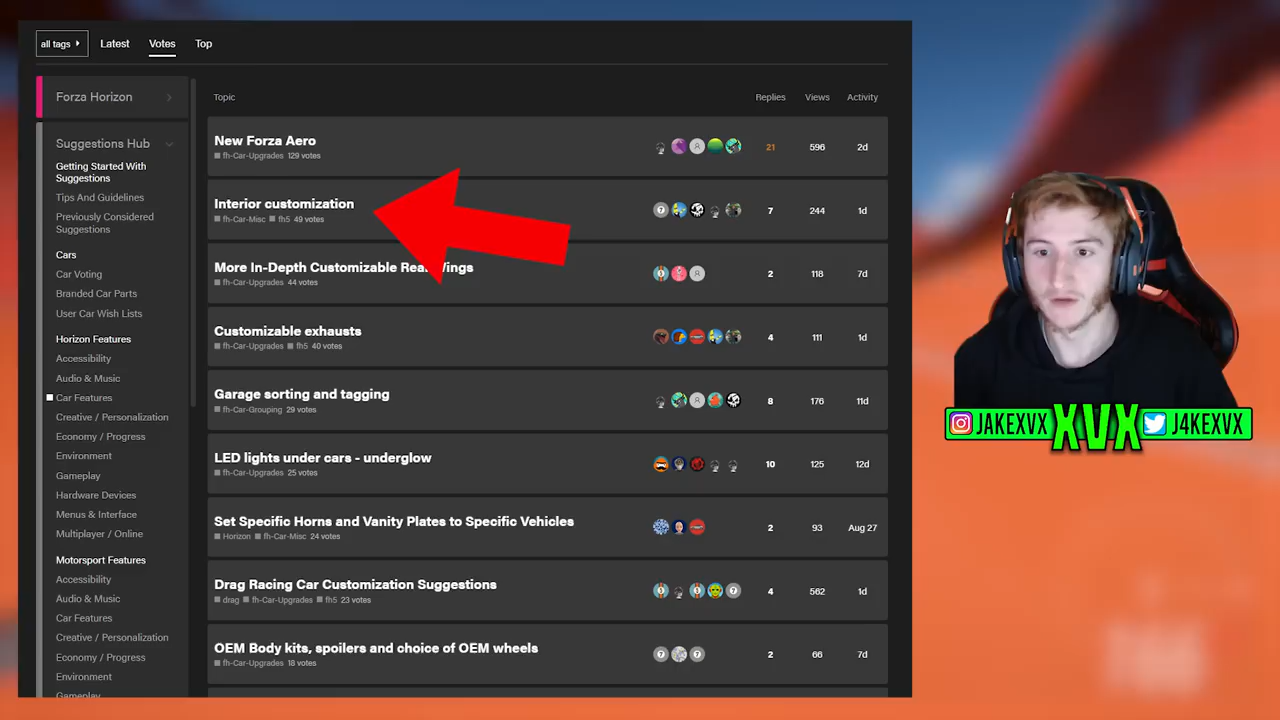 all tags
Latest
Votes
Top
Forza Horizon
Suggestions Hub
Getting Started With
Suggestions
Tips And Guidelines
Previously Considered
Suggestions
Cars
Car Voting
Branded Car Parts
User Car Wish Lists
Horizon Features
Accessibility
Audio & Music
Car Features
Creative / Personalization
Economy / Progress
Environment
Gameplay
Hardware Devices
Menus & Interface
Multiplayer / Online
Motorsport Features
Accessibility
Audio & Music
Car Features
Creative / Personalization
Economy / Progress
Environment
Gameplay
Topic Replies Views Activity
New Forza Aero 21 596 2d
fh-Car-Upgrades 129 votes
Interior customization 7 244 1d
fh-Car-Misc fh5 49 votes
More In-Depth Customizable Wings 2 118 7d
fh-Car-Upgrades 44 votes
Customizable exhausts 4 111 1d
fh-Car-Upgrades fh5 40 votes
Garage sorting and tagging 8 176 11d
fh-Car-Grouping 29 votes
LED lights under cars - underglow 10 125 12d
fh-Car-Upgrades 25 votes
Set Specific Horns and Vanity Plates to Specific Vehicles 2 93 Aug 27
Horizon fh-Car-Misc 24 votes
Drag Racing Car Customization Suggestions 4 562 1d
drag fh-Car-Upgrades fh5 23 votes
OEM Body kits, spoilers and choice of OEM wheels 2 66 7d
fh-Car-Upgrades 18 votes
JAKEXVX XVX J4KEXVX